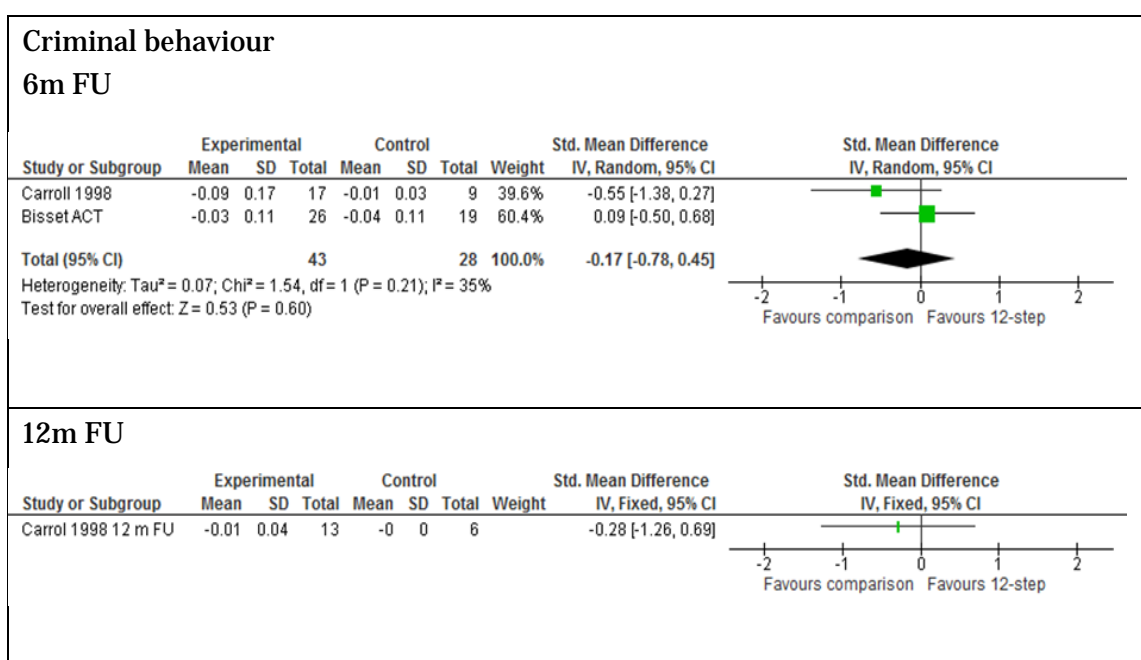 Criminal behaviour
6m FU
Experimental Control Std. Mean Difference Std. Mean Difference
Study or Subgroup Mean SD Total Mean SD Total Weight IV, Random, 95% CI IV, Random, 95% CI
Carroll 1998 -0.09 0.17 17 -0.01 0.03 9 39.6% -0.55 [-1.38, 0.27]
Bisset ACT -0.03 0.11 26 -0.04 0.11 19 60.4% 0.09 [-0.50, 0.68]
Total (95% CI) 43 28 100.0% -0.17 [-0.78, 0.45]
Heterogeneity: Tau² = 0.07; Chi² = 1.54, df = 1 (P = 0.21); I² = 35%
Test for overall effect: Z = 0.53 (P = 0.60)
-2 -1 0 1 2
Favours comparison Favours 12-step
12m FU
Experimental Control Std. Mean Difference Std. Mean Difference
Study or Subgroup Mean SD Total Mean SD Total Weight IV, Fixed, 95% CI IV, Fixed, 95% CI
Carrol 1998 12 m FU -0.01 0.04 13 -0 0 6 -0.28 [-1.26, 0.69]
-2 -1 0 1 2
Favours comparison Favours 12-step